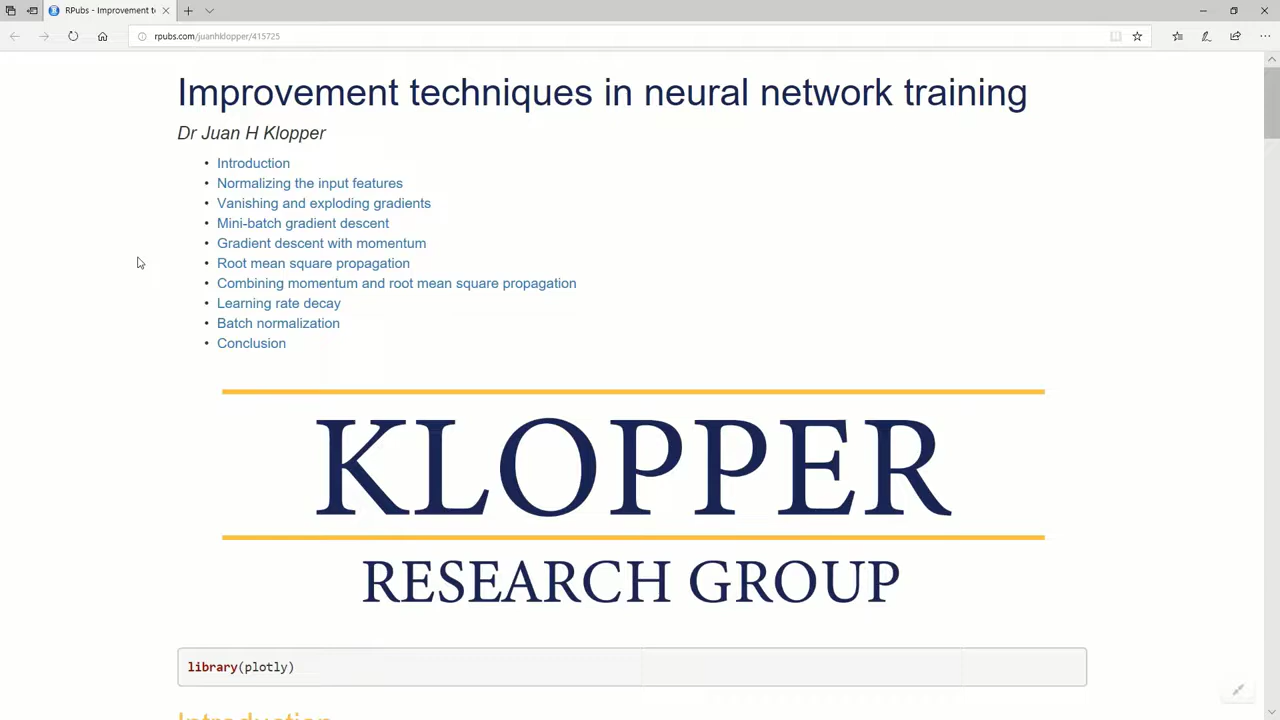 RPubs - Improvement t
rpubs.com/juanhklopper/415725
Improvement techniques in neural network training
Dr Juan H Klopper
• Introduction
• Normalizing the input features
• Vanishing and exploding gradients
• Mini-batch gradient descent
• Gradient descent with momentum
• Root mean square propagation
• Combining momentum and root mean square propagation
• Learning rate decay
• Batch normalization
• Conclusion
KLOPPER
RESEARCH GROUP
library(plotly)
Introduction